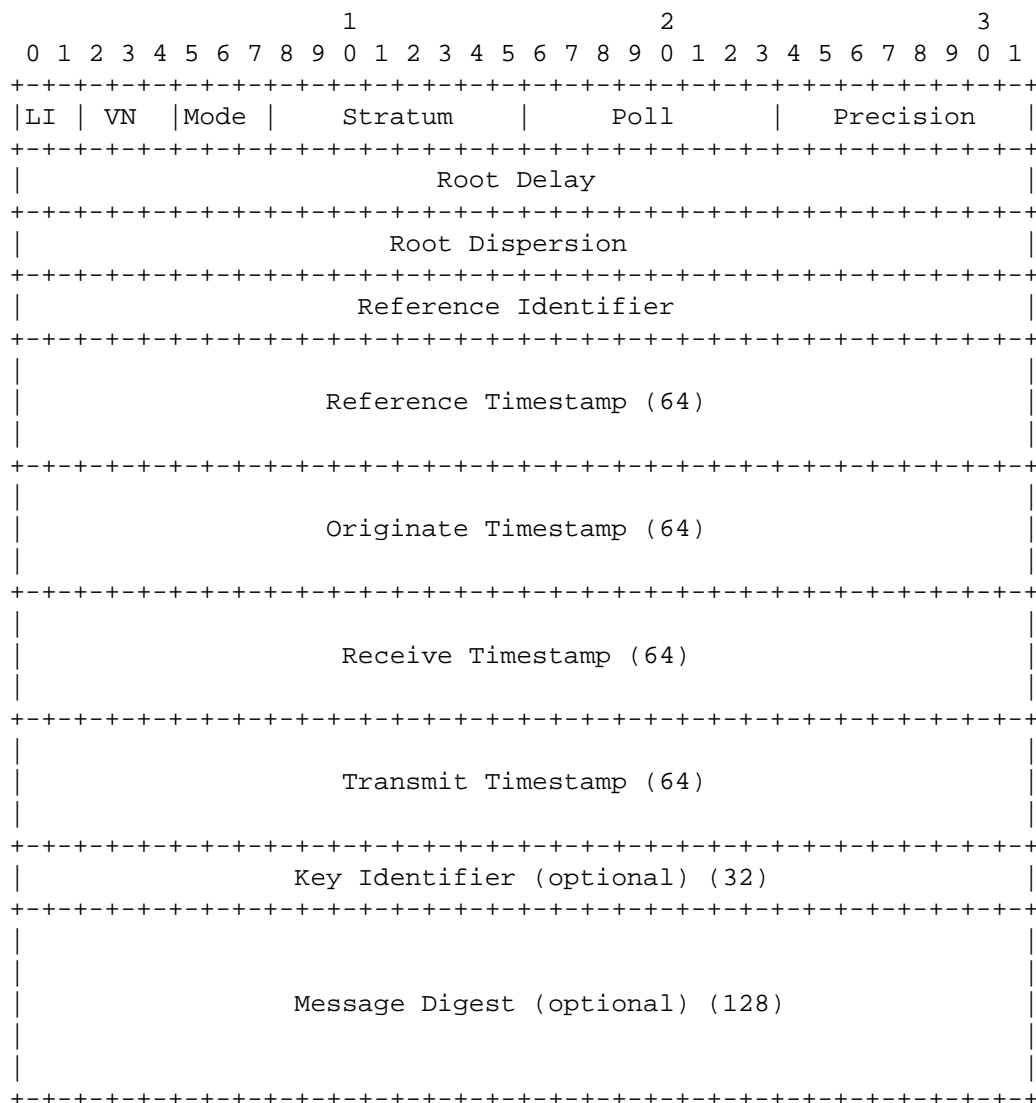 1                   2                   3
 0 1 2 3 4 5 6 7 8 9 0 1 2 3 4 5 6 7 8 9 0 1 2 3 4 5 6 7 8 9 0 1
+-+-+-+-+-+-+-+-+-+-+-+-+-+-+-+-+-+-+-+-+-+-+-+-+-+-+-+-+-+-+-+-+
|LI | VN  |Mode |    Stratum    |     Poll      |   Precision   |
+-+-+-+-+-+-+-+-+-+-+-+-+-+-+-+-+-+-+-+-+-+-+-+-+-+-+-+-+-+-+-+-+
|                          Root Delay                           |
+-+-+-+-+-+-+-+-+-+-+-+-+-+-+-+-+-+-+-+-+-+-+-+-+-+-+-+-+-+-+-+-+
|                       Root Dispersion                         |
+-+-+-+-+-+-+-+-+-+-+-+-+-+-+-+-+-+-+-+-+-+-+-+-+-+-+-+-+-+-+-+-+
|                     Reference Identifier                      |
+-+-+-+-+-+-+-+-+-+-+-+-+-+-+-+-+-+-+-+-+-+-+-+-+-+-+-+-+-+-+-+-+
|                                                               |
|                   Reference Timestamp (64)                    |
|                                                               |
+-+-+-+-+-+-+-+-+-+-+-+-+-+-+-+-+-+-+-+-+-+-+-+-+-+-+-+-+-+-+-+-+
|                                                               |
|                   Originate Timestamp (64)                    |
|                                                               |
+-+-+-+-+-+-+-+-+-+-+-+-+-+-+-+-+-+-+-+-+-+-+-+-+-+-+-+-+-+-+-+-+
|                                                               |
|                    Receive Timestamp (64)                     |
|                                                               |
+-+-+-+-+-+-+-+-+-+-+-+-+-+-+-+-+-+-+-+-+-+-+-+-+-+-+-+-+-+-+-+-+
|                                                               |
|                    Transmit Timestamp (64)                    |
|                                                               |
+-+-+-+-+-+-+-+-+-+-+-+-+-+-+-+-+-+-+-+-+-+-+-+-+-+-+-+-+-+-+-+-+
|                 Key Identifier (optional) (32)                |
+-+-+-+-+-+-+-+-+-+-+-+-+-+-+-+-+-+-+-+-+-+-+-+-+-+-+-+-+-+-+-+-+
|                                                               |
|                                                               |
|                 Message Digest (optional) (128)               |
|                                                               |
|                                                               |
+-+-+-+-+-+-+-+-+-+-+-+-+-+-+-+-+-+-+-+-+-+-+-+-+-+-+-+-+-+-+-+-+